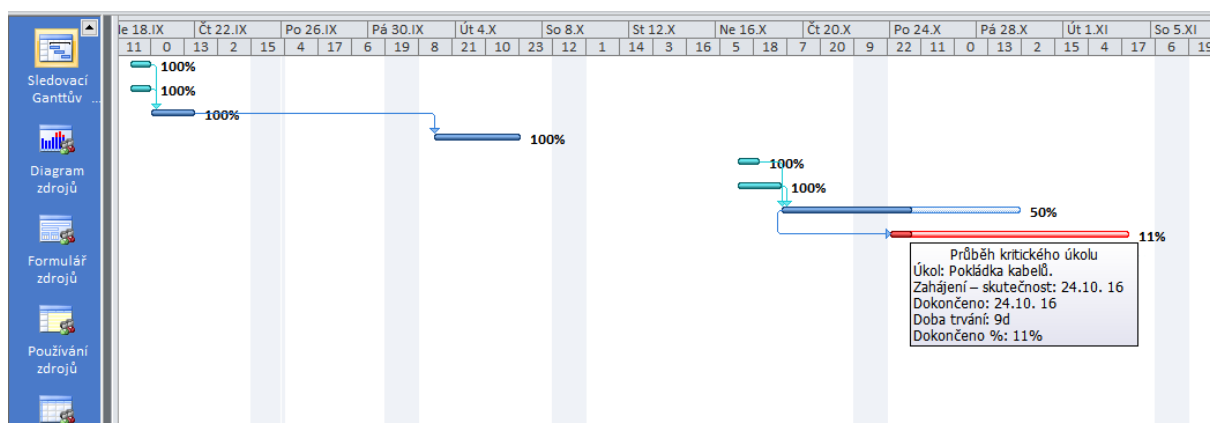 le 18.IX Čt 22.IX Po 26.IX Pá 30.IX Út 4.X So 8.X St 12.X Ne 16.X Čt 20.X Po 24.X Pá 28.X Út 1.XI So 5.XI
11 0 13 2 15 4 17 6 19 8 21 10 23 12 1 14 3 16 5 18 7 20 9 22 11 0 13 2 15 4 17 6 19
Sledovací
Ganttův ...
Diagram
zdrojů
Formulář
zdrojů
Používání
zdrojů
100%
100%
100%
100%
100%
100%
50%
11%
Průběh kritického úkolu
Úkol: Pokládka kabelů.
Zahájení – skutečnost: 24.10. 16
Dokončeno: 24.10. 16
Doba trvání: 9d
Dokončeno %: 11%